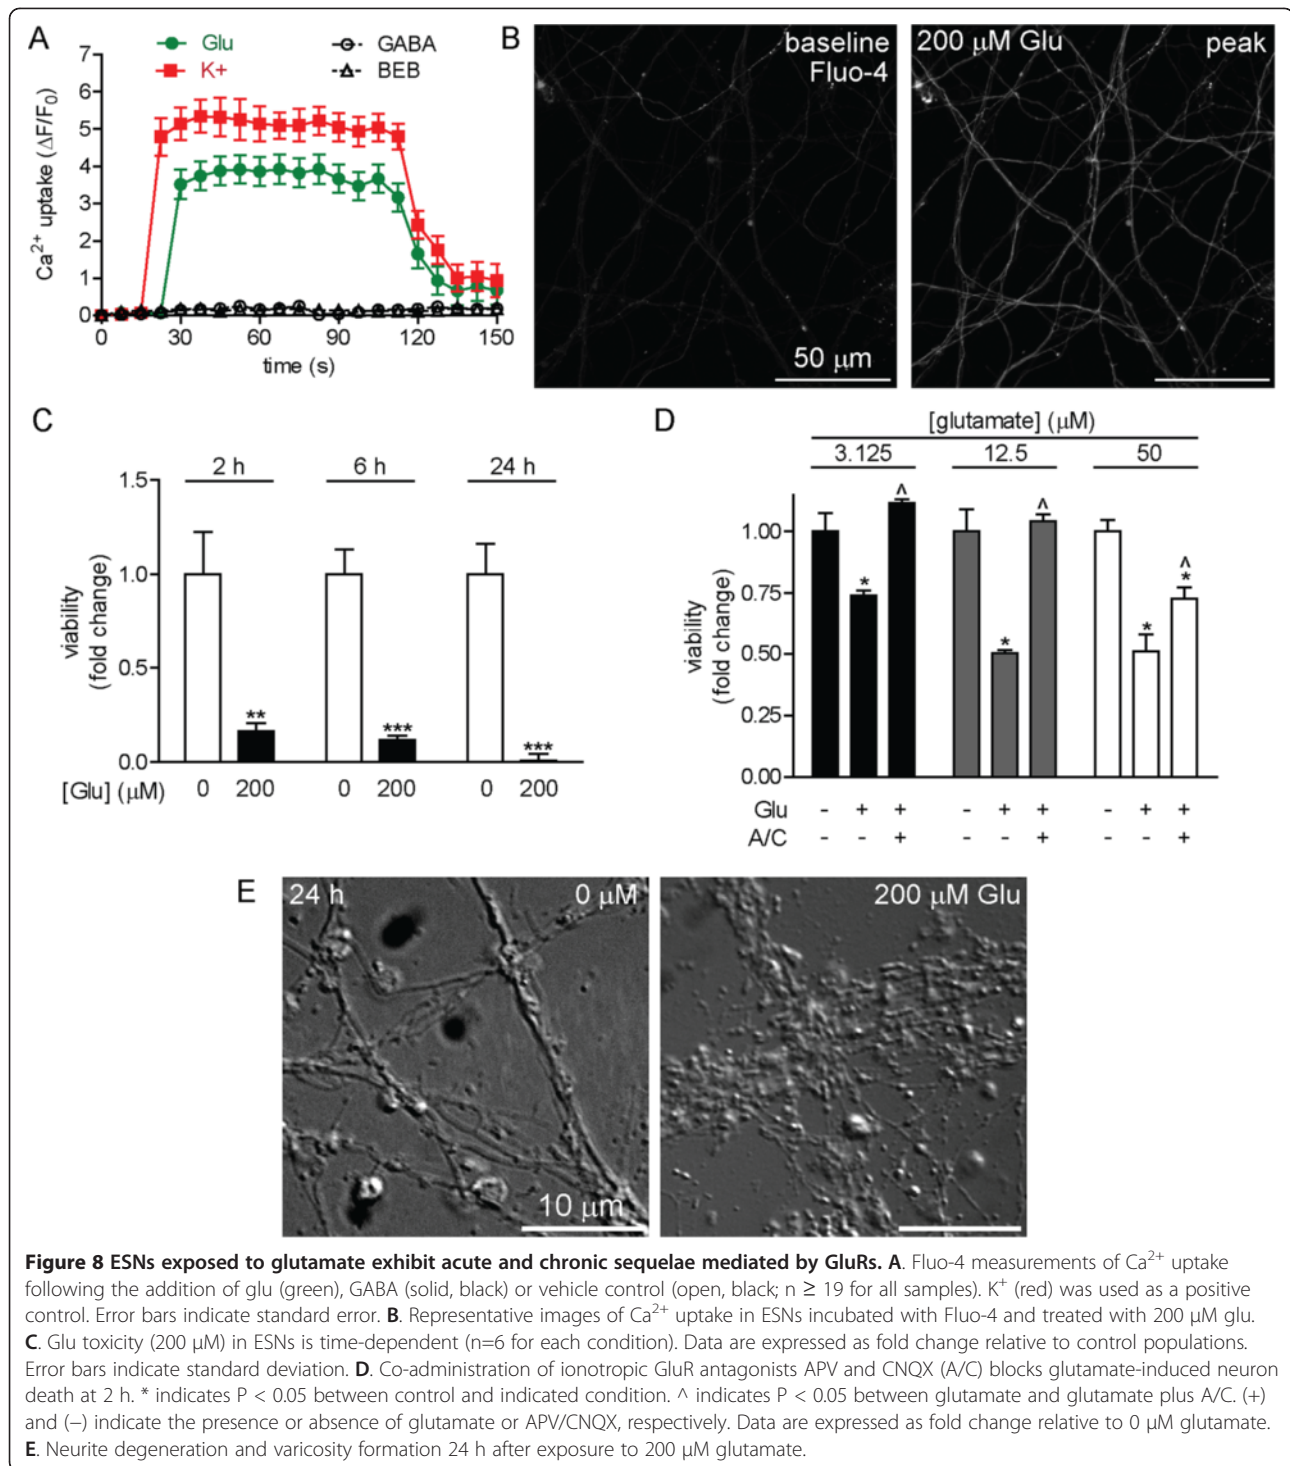 A
Glu
K+
GABA
BEB
7
6
5
4
3
2
1
0
Ca²⁺ uptake (ΔF/F₀)
0 30 60 90 120 150
time (s)
B
baseline
Fluo-4
50 μm
200 μM Glu
peak
C
2 h 6 h 24 h
1.5
1.0
0.5
0.0
viability
(fold change)
** *** ***
[Glu] (μM) 0 200 0 200 0 200
D
[glutamate] (μM)
3.125 12.5 50
1.00
0.75
0.50
0.25
0.00
viability
(fold change)
* ^ * ^ * ^ *
Glu - + + - + + - + +
A/C - - + - - + - - +
E
24 h
0 μM
10 μm
200 μM Glu
Figure 8 ESNs exposed to glutamate exhibit acute and chronic sequelae mediated by GluRs. A. Fluo-4 measurements of Ca²⁺ uptake
following the addition of glu (green), GABA (solid, black) or vehicle control (open, black; n ≥ 19 for all samples). K⁺ (red) was used as a positive
control. Error bars indicate standard error. B. Representative images of Ca²⁺ uptake in ESNs incubated with Fluo-4 and treated with 200 μM glu.
C. Glu toxicity (200 μM) in ESNs is time-dependent (n=6 for each condition). Data are expressed as fold change relative to control populations.
Error bars indicate standard deviation. D. Co-administration of ionotropic GluR antagonists APV and CNQX (A/C) blocks glutamate-induced neuron
death at 2 h. * indicates P < 0.05 between control and indicated condition. ^ indicates P < 0.05 between glutamate and glutamate plus A/C. (+)
and (−) indicate the presence or absence of glutamate or APV/CNQX, respectively. Data are expressed as fold change relative to 0 μM glutamate.
E. Neurite degeneration and varicosity formation 24 h after exposure to 200 μM glutamate.